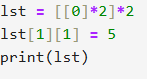 lst = [[0]*2]*2
lst[1][1] = 5
print(lst)